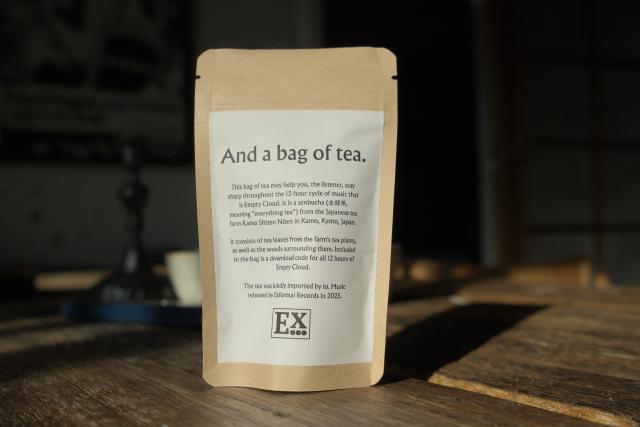 And a bag of tea.
This bag of tea may help you, the listener, stay
sharp throughout the 12-hour cycle of music that
is Empty Cloud. It is a zenbucha (全部茶,
meaning "everything tea") from the Japanese tea
farm Kamo Shizen Nōen in Kamo, Kyoto, Japan.
It consists of tea leaves from the farm's tea plants,
as well as the weeds surrounding them. Included
in the bag is a download code for all 12 hours of
Empty Cloud.
The tea was kindly imported by io. Music
released by Exformal Records in 2025.
EX